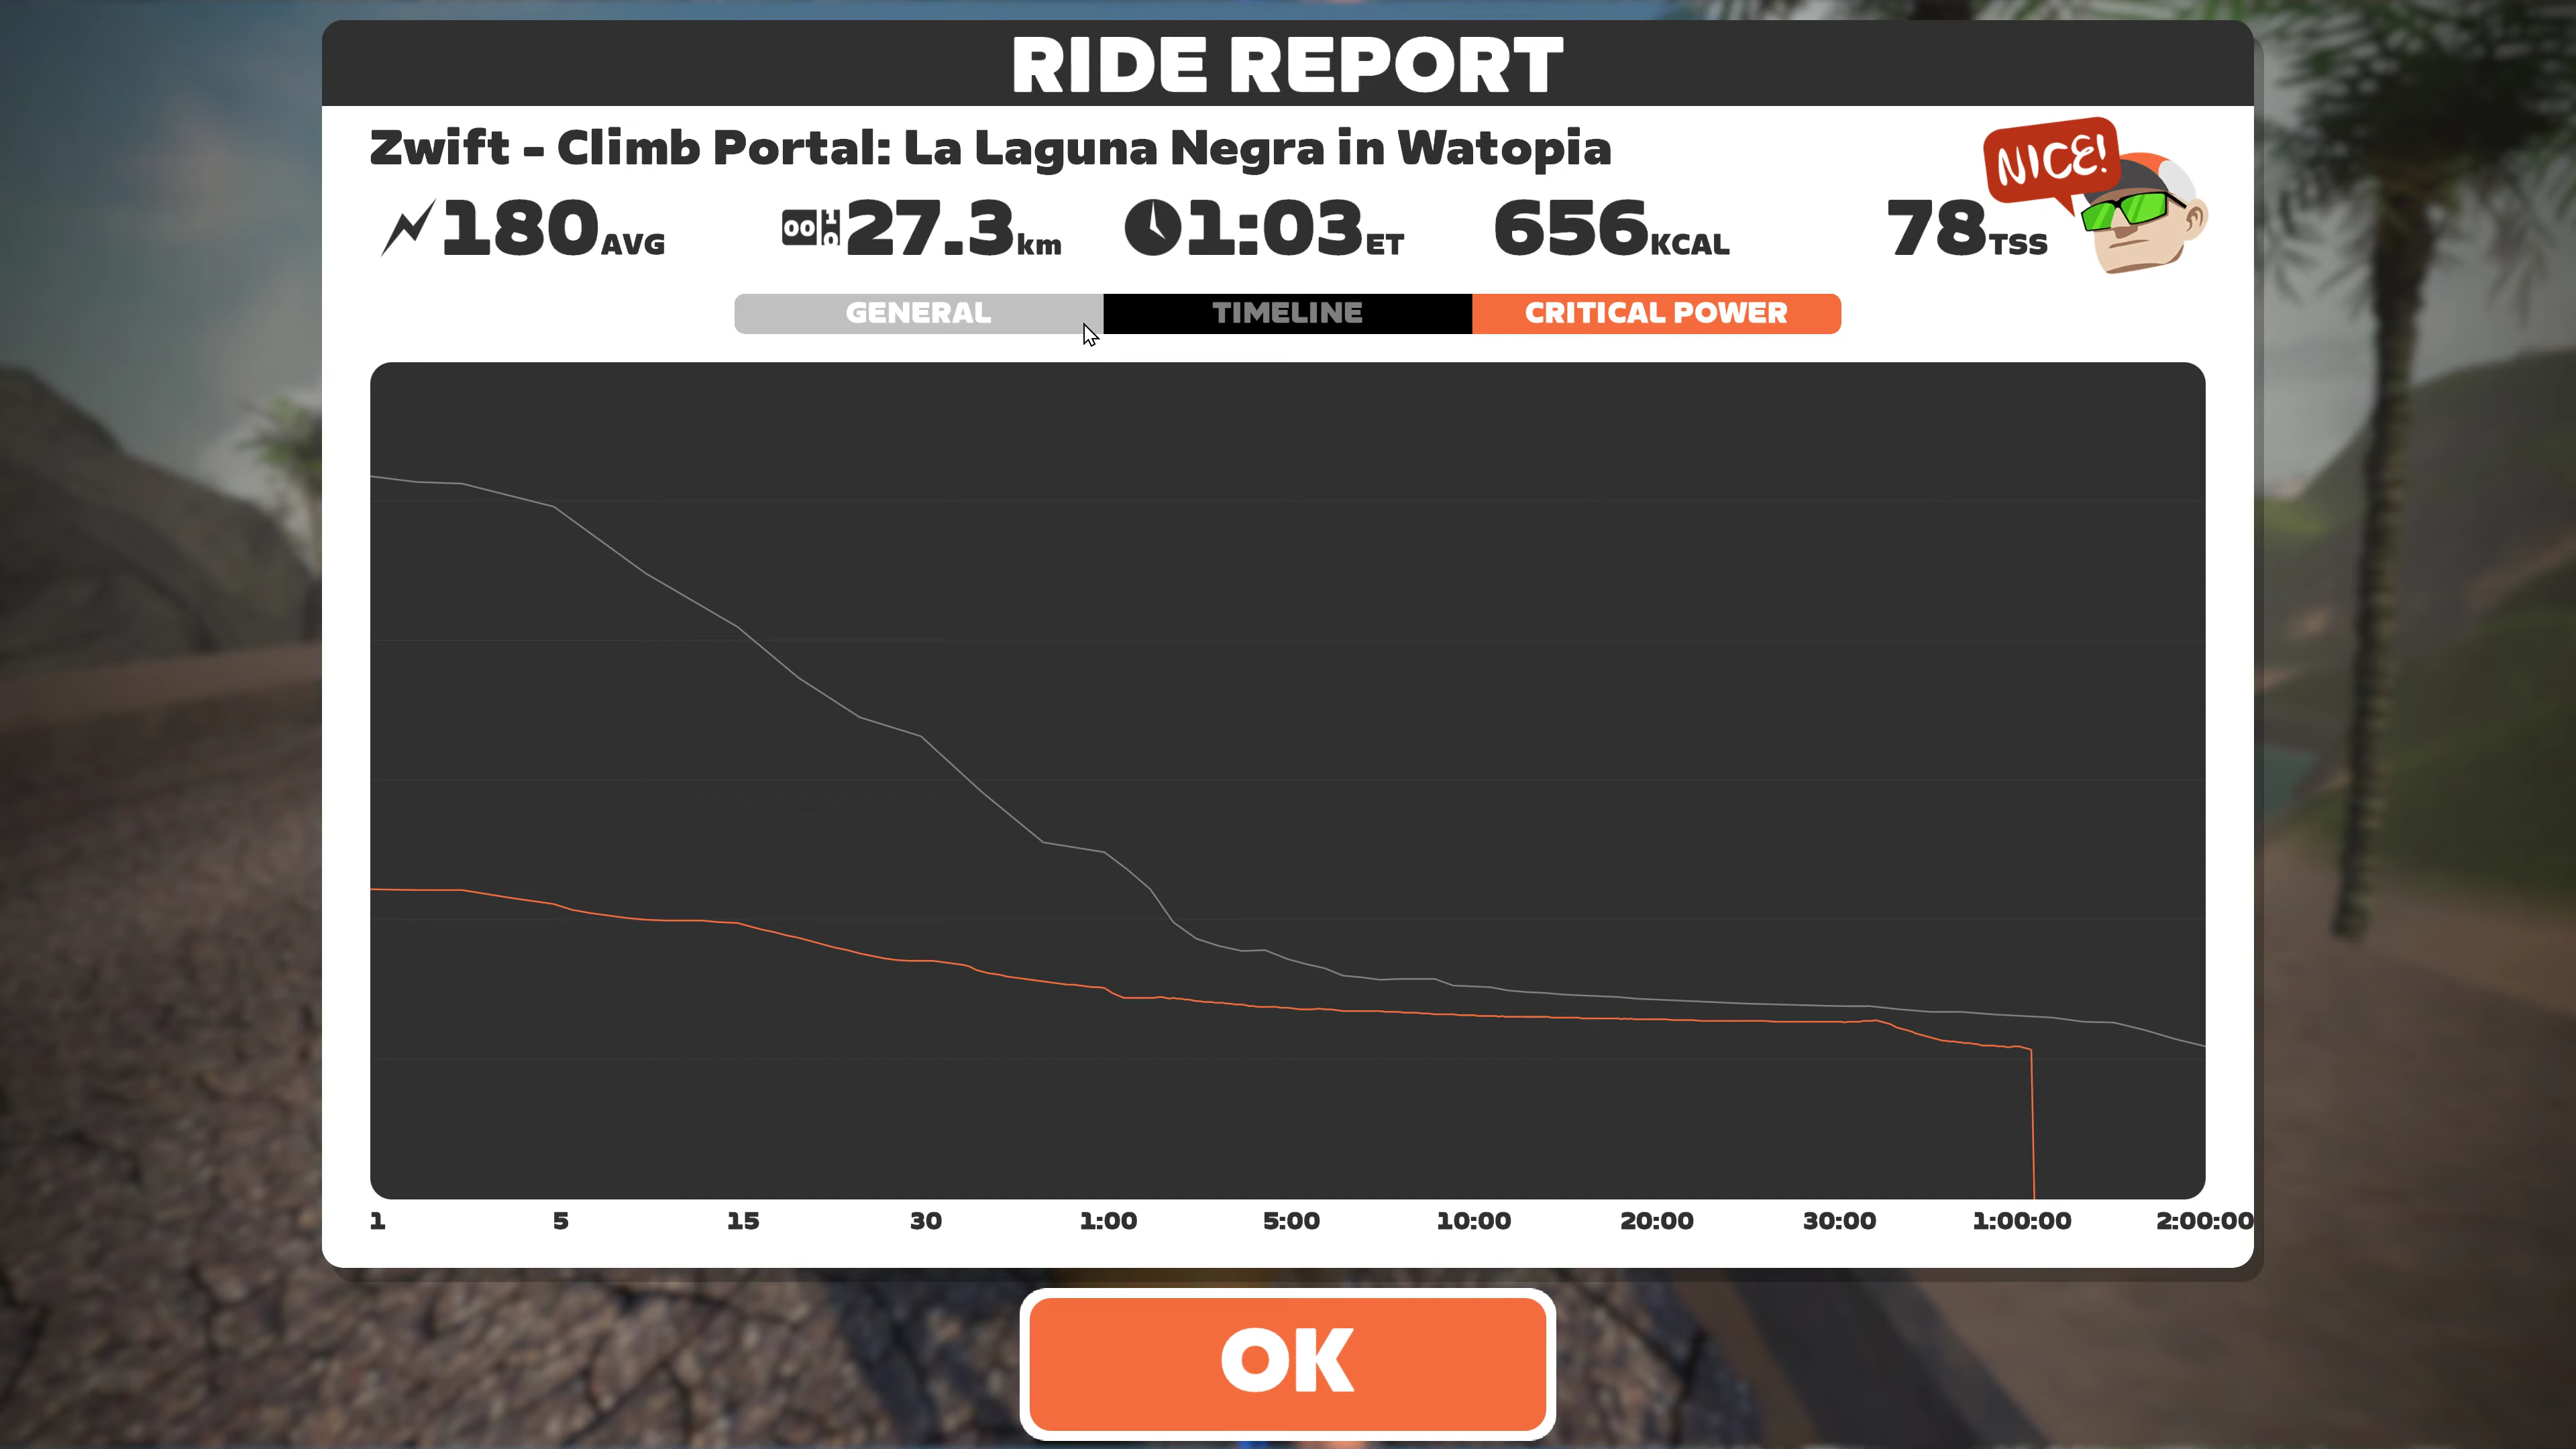 RIDE REPORT
Zwift - Climb Portal: La Laguna Negra in Watopia
NICE!
180AVG 27.3km 1:03ET 656KCAL 78TSS
GENERAL TIMELINE CRITICAL POWER
1 5 15 30 1:00 5:00 10:00 20:00 30:00 1:00:00 2:00:00
OK